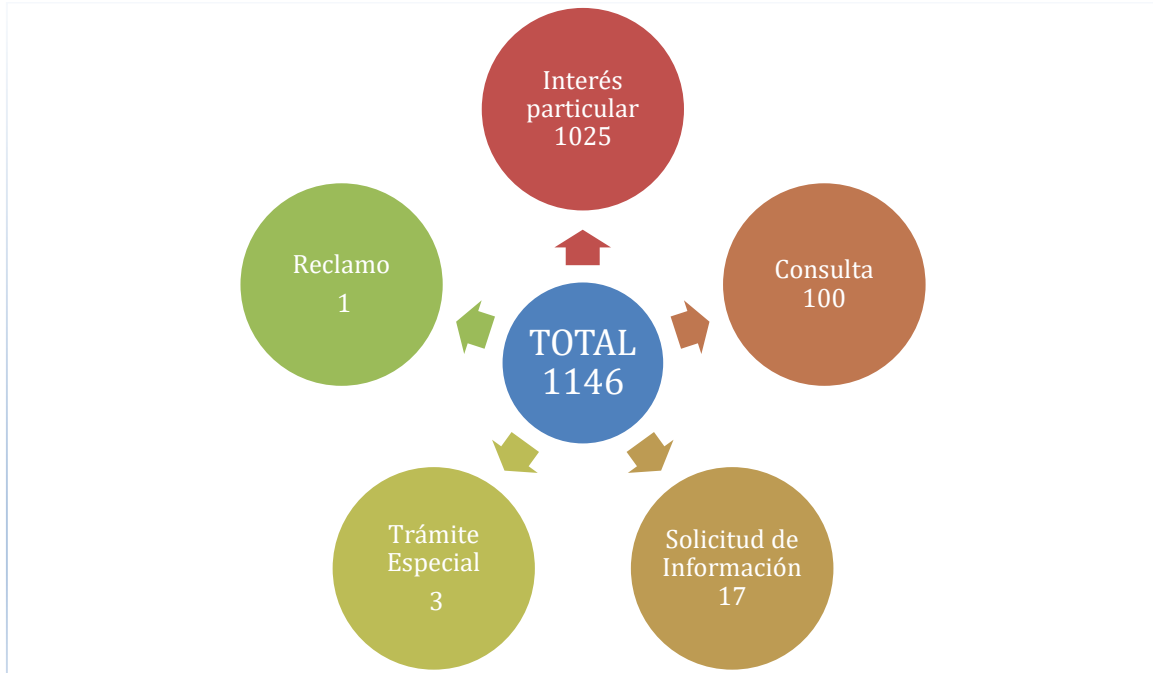 Interés
particular
1025
Consulta
100
Solicitud de
Información
17
Trámite
Especial
3
Reclamo
1
TOTAL
1146